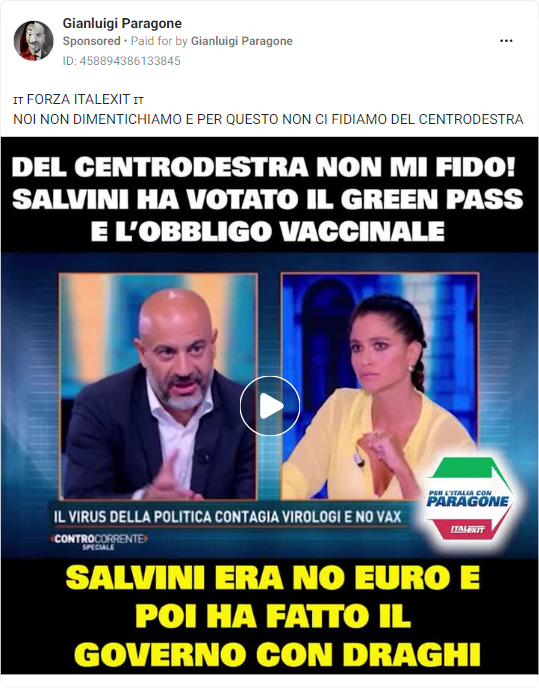 Gianluigi Paragone
Sponsored • Paid for by Gianluigi Paragone
ID: 458894386133845
IT FORZA ITALEXIT IT
NOI NON DIMENTICHIAMO E PER QUESTO NON CI FIDIAMO DEL CENTRODESTRA
DEL CENTRODESTRA NON MI FIDO!
SALVINI HA VOTATO IL GREEN PASS
E L'OBBLIGO VACCINALE
IL VIRUS DELLA POLITICA CONTAGIA VIROLOGI E NO VAX
CONTROCORRENTE
SPECIALE
PER L'ITALIA CON
PARAGONE
ITALEXIT
SALVINI ERA NO EURO E
POI HA FATTO IL
GOVERNO CON DRAGHI